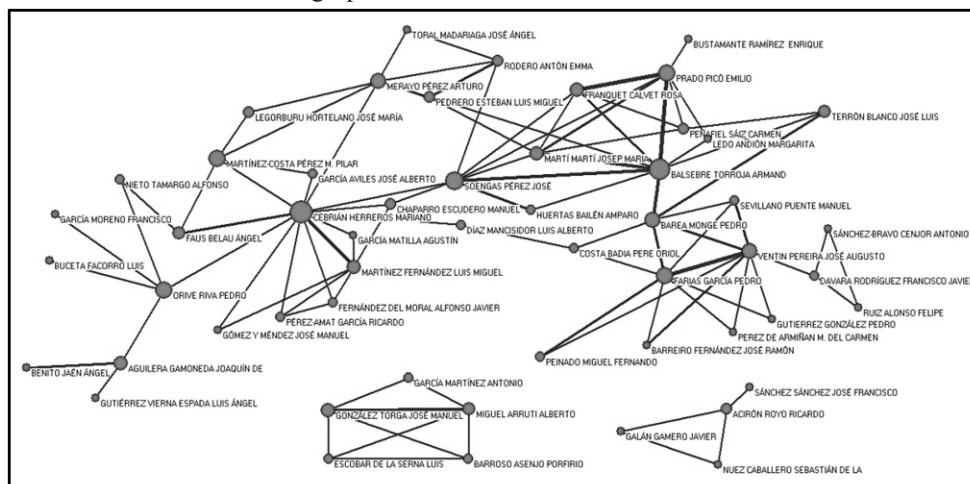 TORAL MADARIAGA JOSÉ ÁNGEL
BUSTAMANTE RAMÍREZ ENRIQUE
RODERO ANTÓN EMMA
PRADO PICÓ EMILIO
MERAYO PÉREZ ARTURO
FRANQUET CALVET ROSA
PEDRERO ESTEBAN LUIS MIGUEL
LEGORBURU HORTELANO JOSÉ MARÍA
TERRÓN BLANCO JOSÉ LUIS
PEÑAFIEL SÁIZ CARMEN
LEDO ANDIÓN MARGARITA
MARTÍNEZ-COSTA PÉREZ M. PILAR
MARTÍ MARTÍ JOSEP MARIA
GARCÍA AVILES JOSÉ ALBERTO
BALSEBRE TORROJA ARMAND
NIETO TAMARGO ALFONSO
SOENGAS PÉREZ JOSÉ
CHAPARRO ESCUDERO MANUEL
SEVILLANO PUENTE MANUEL
GARCÍA MORENO FRANCISCO
CEBRIÁN HERREROS MARIANO
HUERTAS BAILÉN AMPARO
BAREA MONGE PEDRO
DÍAZ MANCISIDOR LUIS ALBERTO
FAUS BELAU ÁNGEL
SÁNCHEZ-BRAVO CENJOR ANTONIO
GARCÍA MATILLA AGUSTÍN
COSTA BADIA PERE ORIOL
VENTIN PEREIRA JOSÉ AUGUSTO
BUCETA FACORRO LUIS
MARTÍNEZ FERNÁNDEZ LUIS MIGUEL
FARIAS GARCÍA PEDRO
DAVARA RODRÍGUEZ FRANCISCO JAVIER
ORIVE RIVA PEDRO
FERNÁNDEZ DEL MORAL ALFONSO JAVIER
RUIZ ALONSO FELIPE
PÉREZ-AMAT GARCÍA RICARDO
GUTIERREZ GONZÁLEZ PEDRO
GÓMEZ Y MÉNDEZ JOSÉ MANUEL
PEREZ DE ARMIÑAN M. DEL CARMEN
BARREIRO FERNÁNDEZ JOSÉ RAMÓN
PEINADO MIGUEL FERNANDO
BENITO JAÉN ÁNGEL
AGUILERA GAMONEDA JOAQUÍN DE
GARCÍA MARTÍNEZ ANTONIO
SÁNCHEZ SÁNCHEZ JOSÉ FRANCISCO
GUTIÉRREZ VIERNA ESPADA LUIS ÁNGEL
GONZÁLEZ TORGA JOSÉ MANUEL
MIGUEL ARRUTI ALBERTO
ACIRÓN ROYO RICARDO
GALÁN GAMERO JAVIER
ESCOBAR DE LA SERNA LUIS
BARROSO ASENJO PORFIRIO
NUEZ CABALLERO SEBASTIÁN DE LA